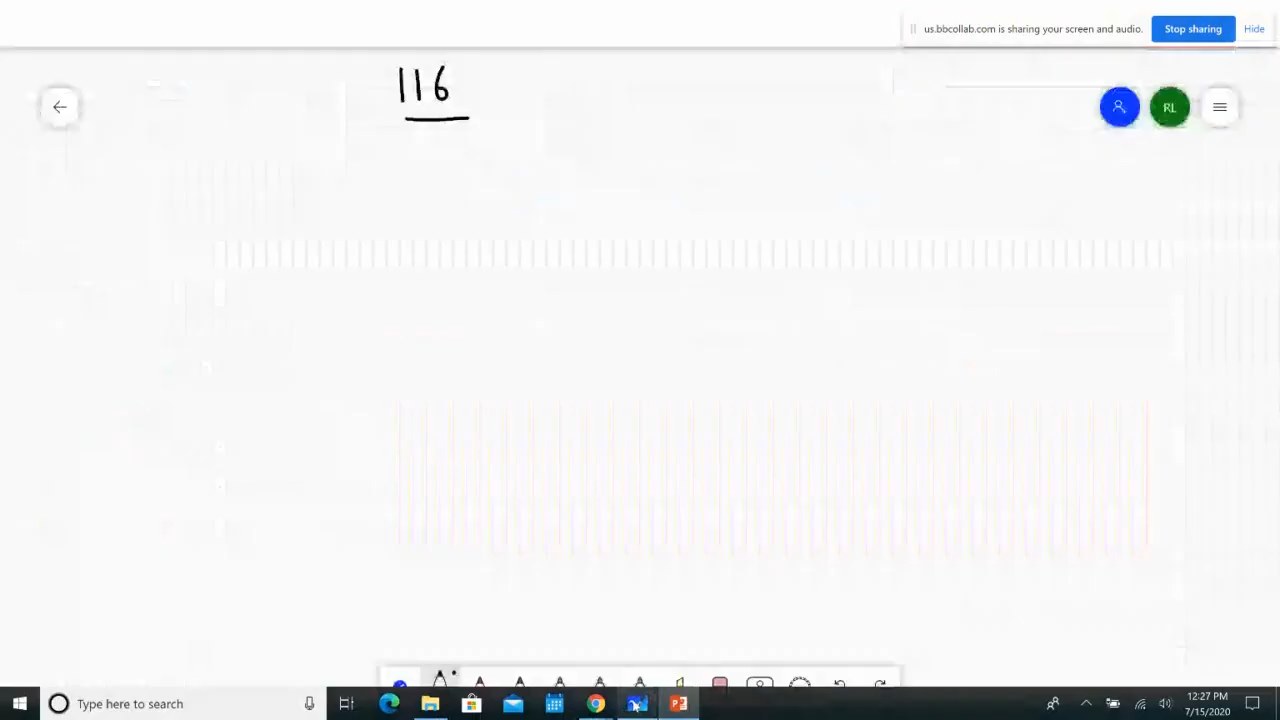 us.bbcollab.com is sharing your screen and audio.
Stop sharing
Hide
116
RL
Type here to search
12:27 PM
7/15/2020